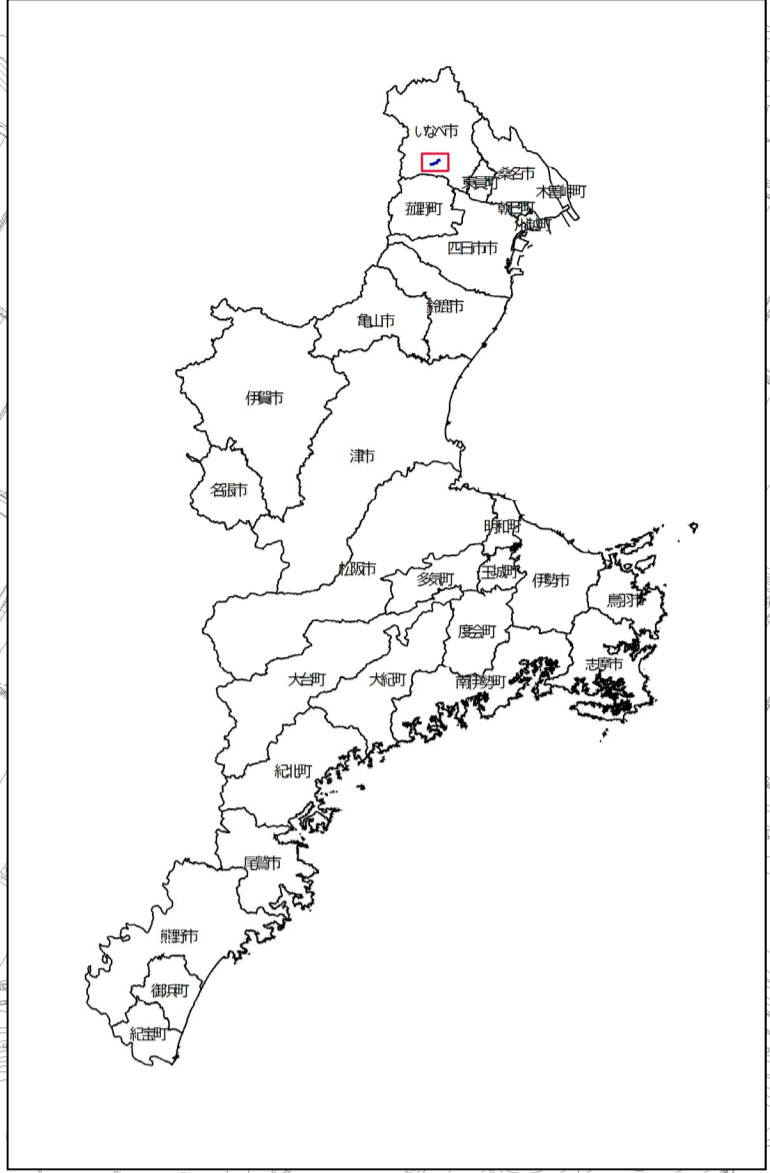 いなべ市
桑名市
東員町
木曽岬町
菰野町
朝日町
川越町
四日市市
鈴鹿市
亀山市
伊賀市
津市
名張市
明和町
松阪市
多気町
玉城町
伊勢市
鳥羽市
度会町
志摩市
大台町
大紀町
南伊勢町
紀北町
尾鷲市
熊野市
御浜町
紀宝町